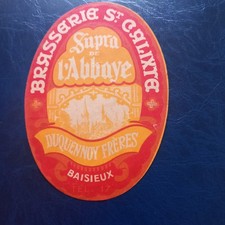 BRASSERIE ST CALIXTE
Supra
DE
l'Abbaye
DUQUENNOY FRÈRES
BAISIEUX